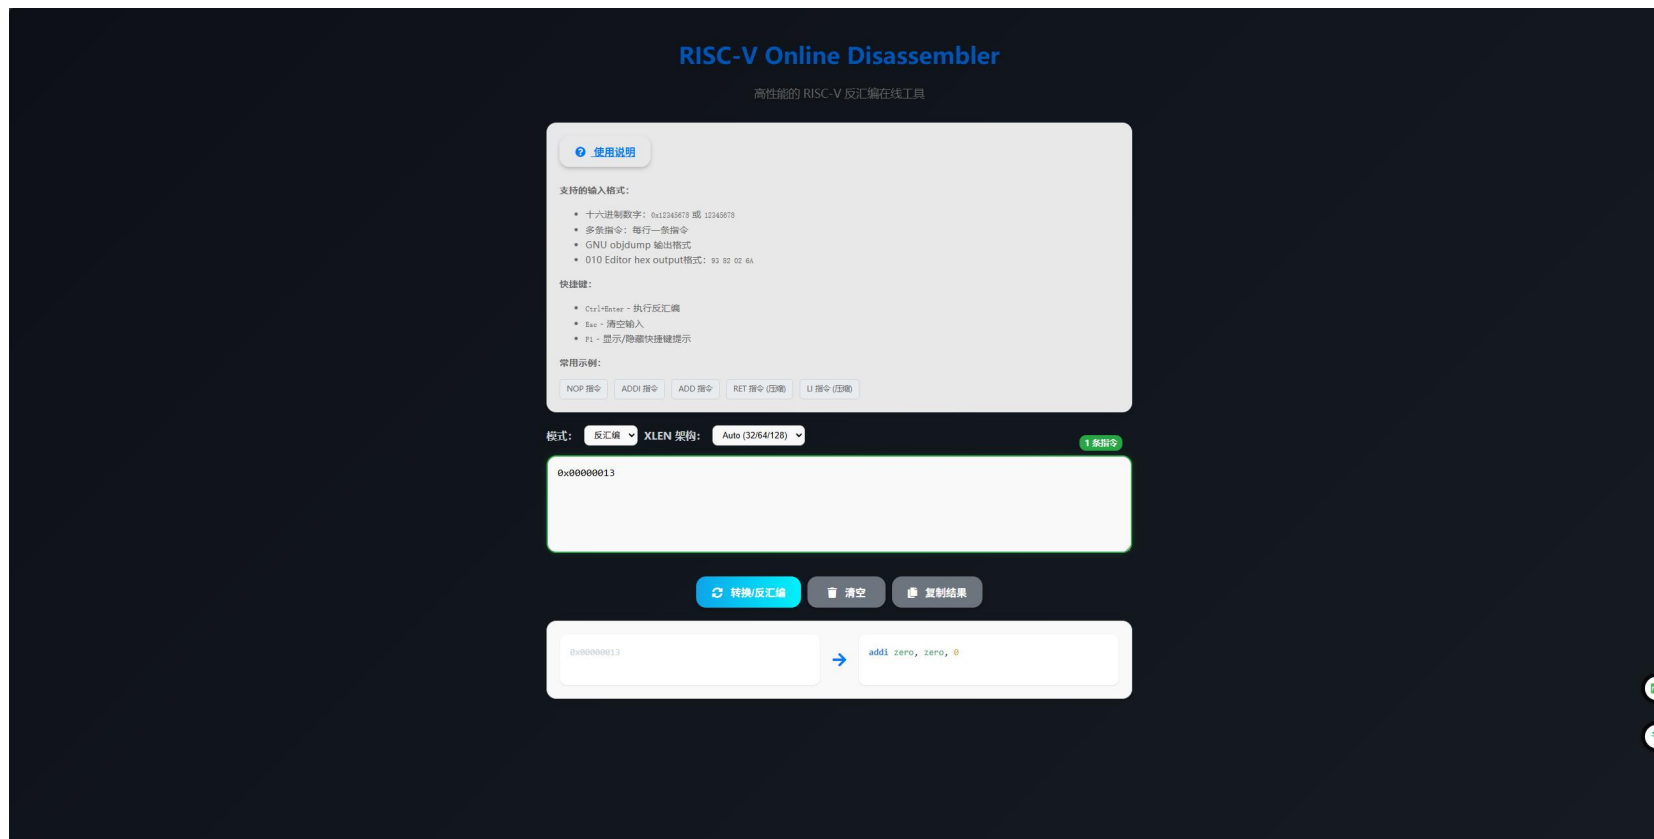 RISC-V Online Disassembler
高性能的 RISC-V 反汇编在线工具
使用说明
支持的输入格式：
十六进制数字：0x12345678 或 12345678
多条指令：每行一条指令
GNU objdump 输出格式
010 Editor hex output格式：93 82 02 6A
快捷键：
Ctrl+Enter - 执行反汇编
Esc - 清空输入
F1 - 显示/隐藏快捷键提示
常用示例：
NOP 指令 ADDI 指令 ADD 指令 RET 指令 (压缩) LI 指令 (压缩)
模式： 反汇编 XLEN 架构： Auto (32/64/128) 1 条指令
0x00000013
转换/反汇编 清空 复制结果
0x00000013 addi zero, zero, 0